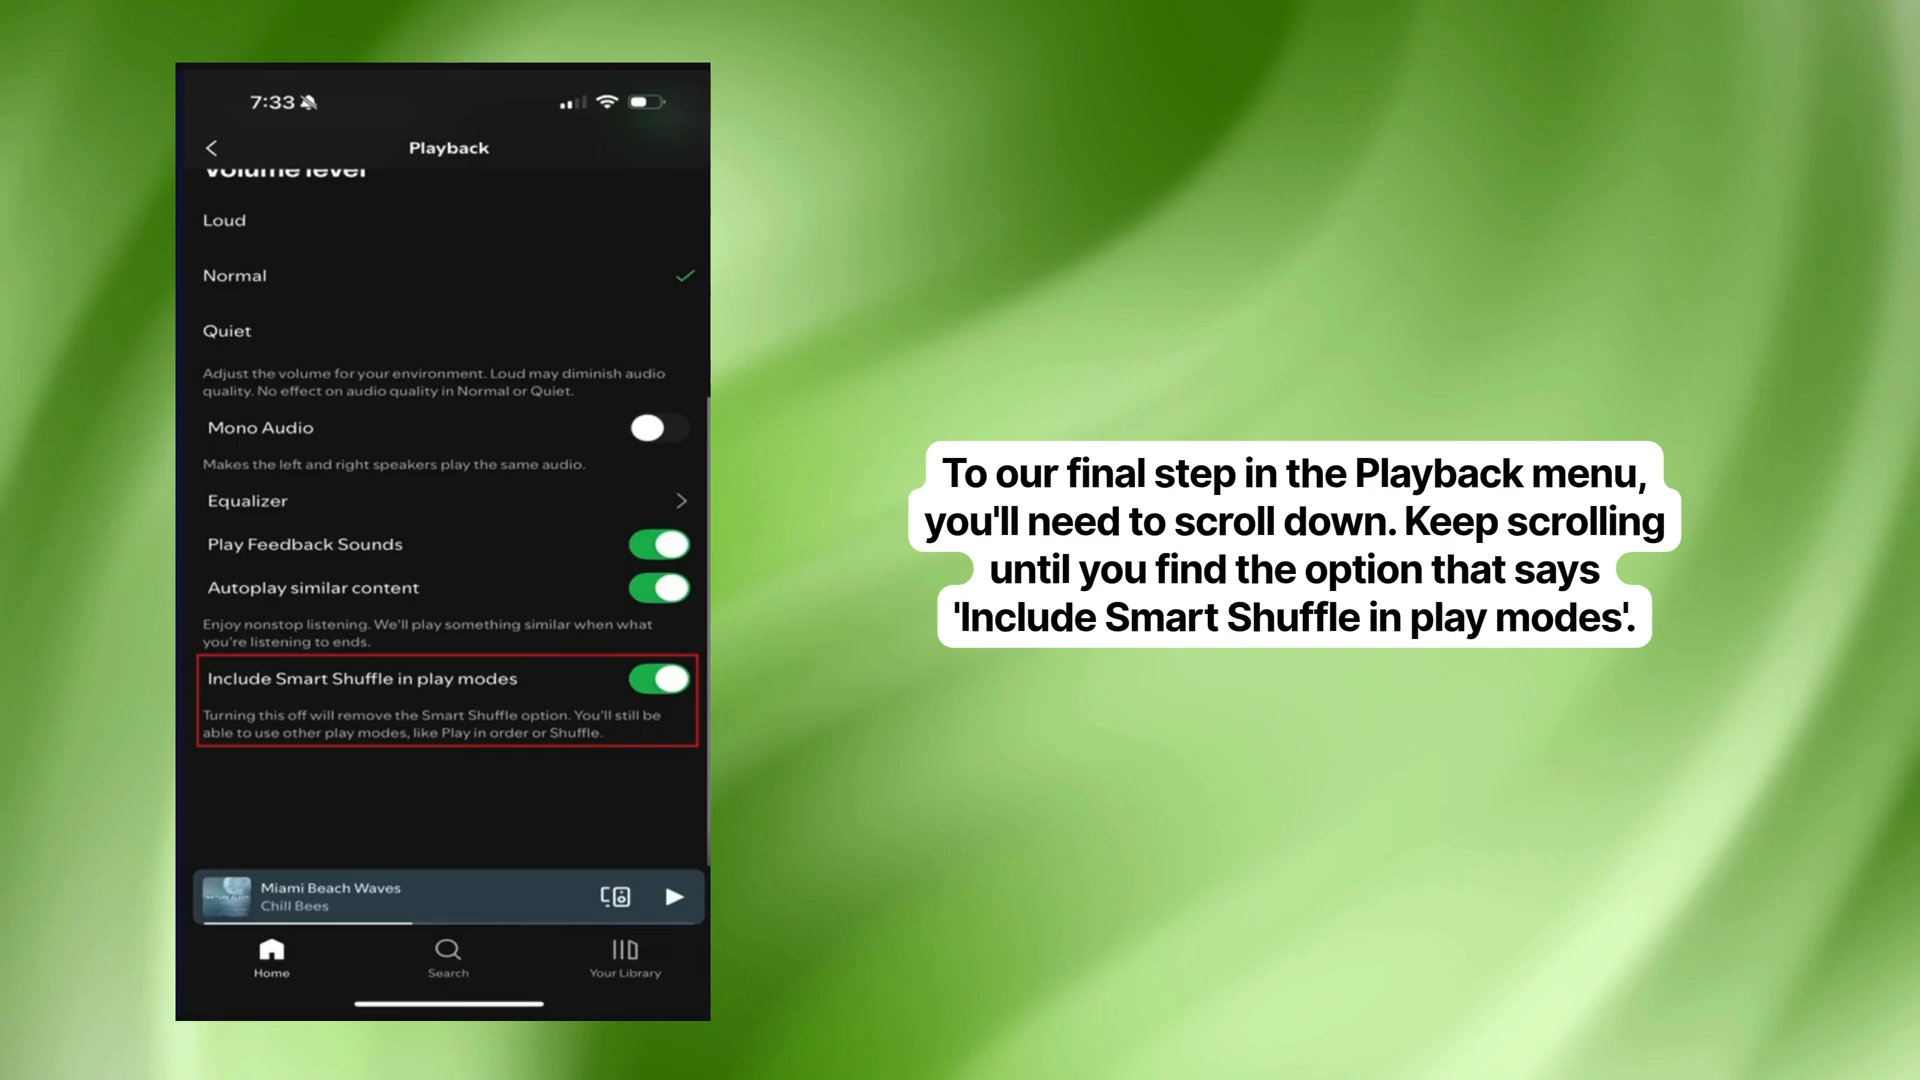 7:33
Playback
Volume level
Loud
Normal
Quiet
Adjust the volume for your environment. Loud may diminish audio
quality. No effect on audio quality in Normal or Quiet.
Mono Audio
Makes the left and right speakers play the same audio.
Equalizer
Play Feedback Sounds
Autoplay similar content
Enjoy nonstop listening. We'll play something similar when what
you're listening to ends.
Include Smart Shuffle in play modes
Turning this off will remove the Smart Shuffle option. You'll still be
able to use other play modes, like Play in order or Shuffle.
Miami Beach Waves
Chill Bees
Home
Search
Your Library
To our final step in the Playback menu,
you'll need to scroll down. Keep scrolling
until you find the option that says
'Include Smart Shuffle in play modes'.